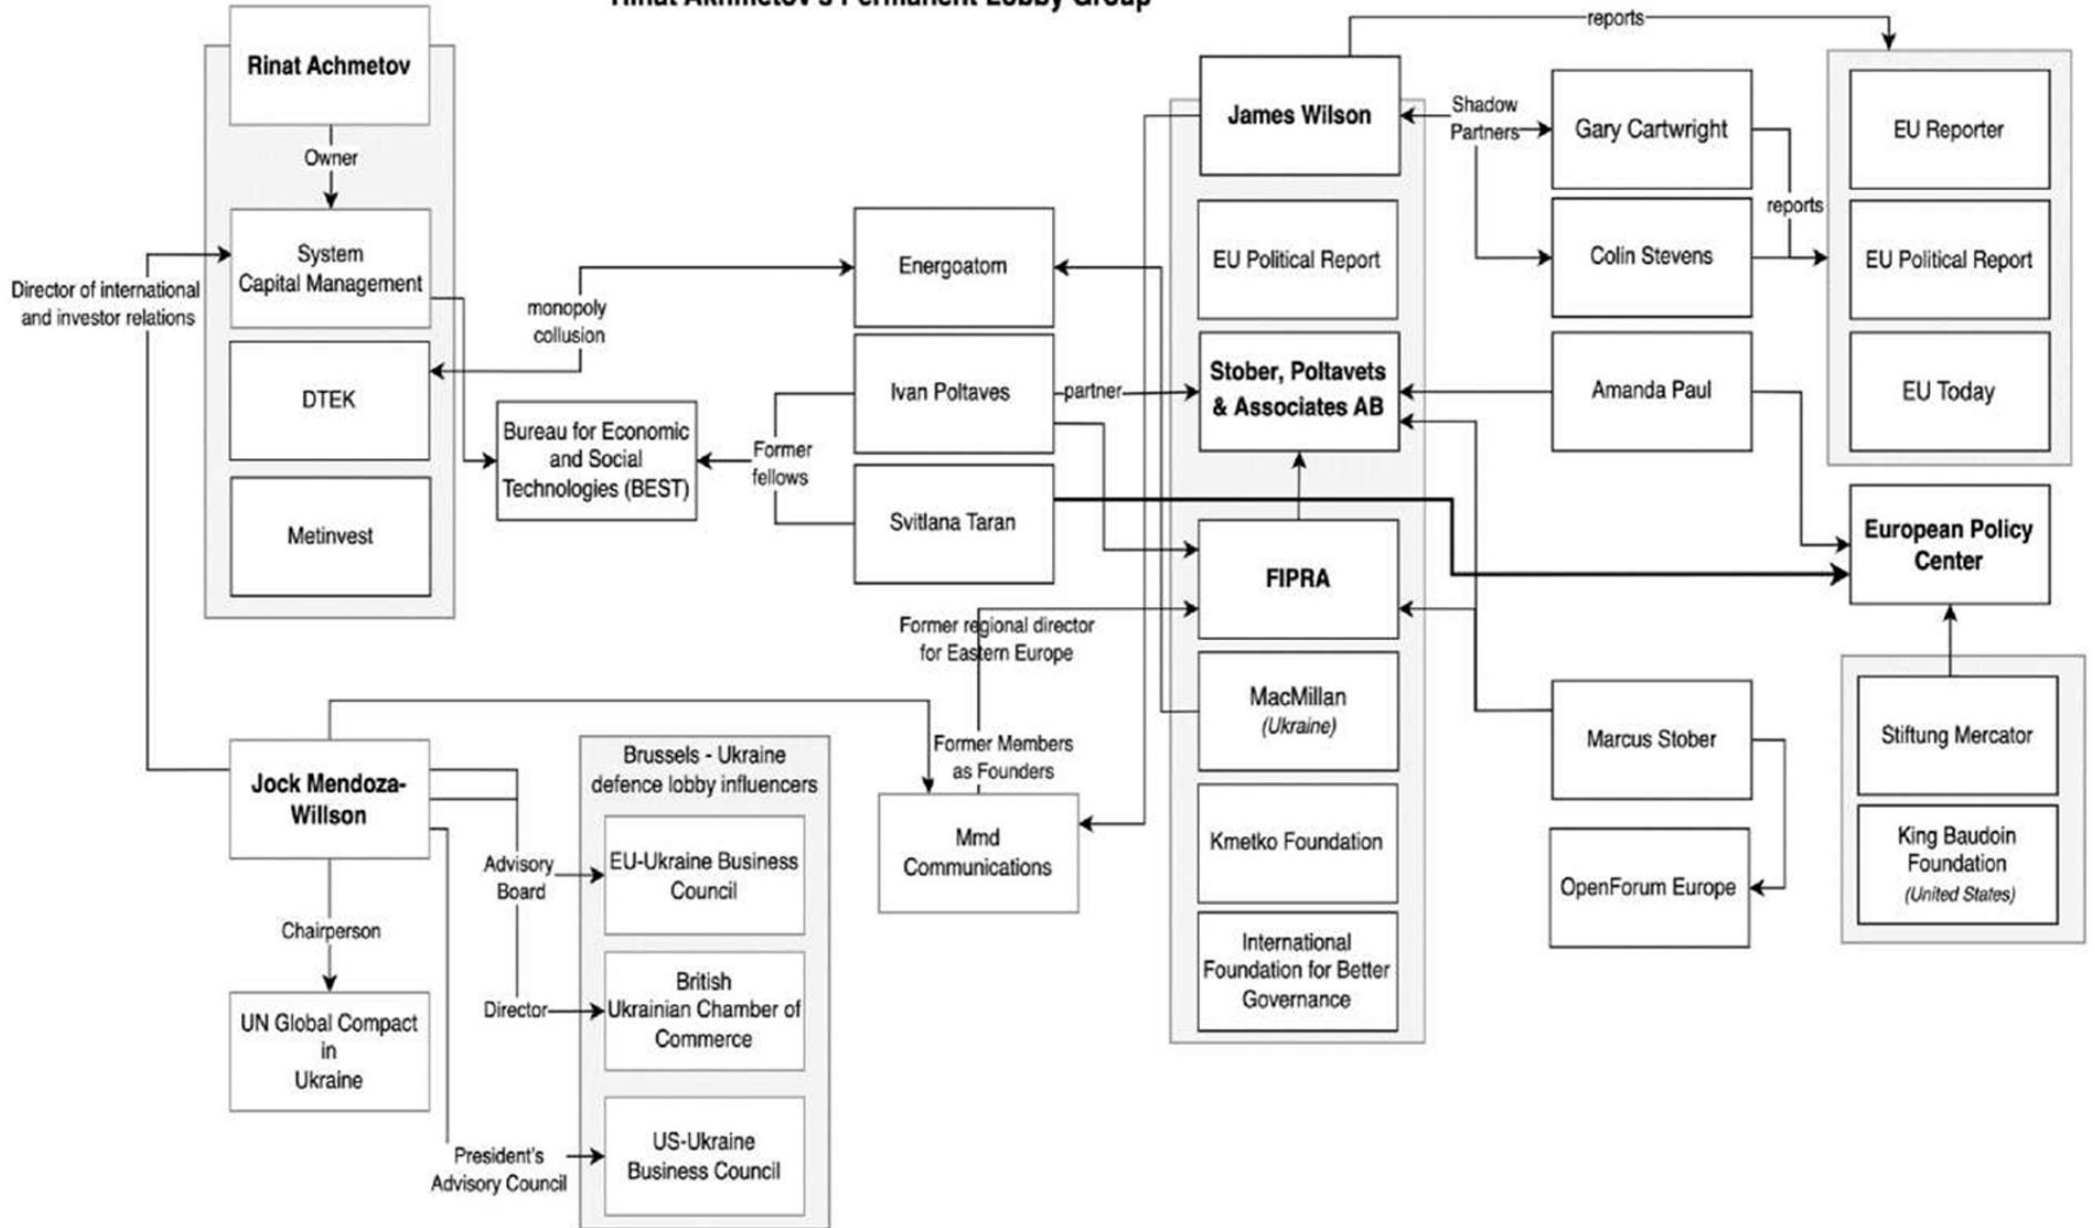 Rinat Akhmetov's Permanent Lobby Group
Rinat Achmetov
Owner
System
Capital Management
Director of international
and investor relations
DTEK
Metinvest
monopoly
collusion
Bureau for Economic
and Social
Technologies (BEST)
Former
fellows
Energoatom
Ivan Poltaves
Svitlana Taran
partner
James Wilson
EU Political Report
Stober, Poltavets
& Associates AB
FIPRA
MacMillan
(Ukraine)
Kmetko Foundation
International
Foundation for Better
Governance
reports
Shadow
Partners
Gary Cartwright
Colin Stevens
Amanda Paul
reports
EU Reporter
EU Political Report
EU Today
European Policy
Center
Stiftung Mercator
King Baudoin
Foundation
(United States)
Marcus Stober
OpenForum Europe
Former regional director
for Eastern Europe
Former Members
as Founders
Mmd
Communications
Jock Mendoza-
Willson
Chairperson
UN Global Compact
in
Ukraine
Brussels - Ukraine
defence lobby influencers
Advisory
Board
EU-Ukraine Business
Council
Director
British
Ukrainian Chamber of
Commerce
President's
Advisory Council
US-Ukraine
Business Council